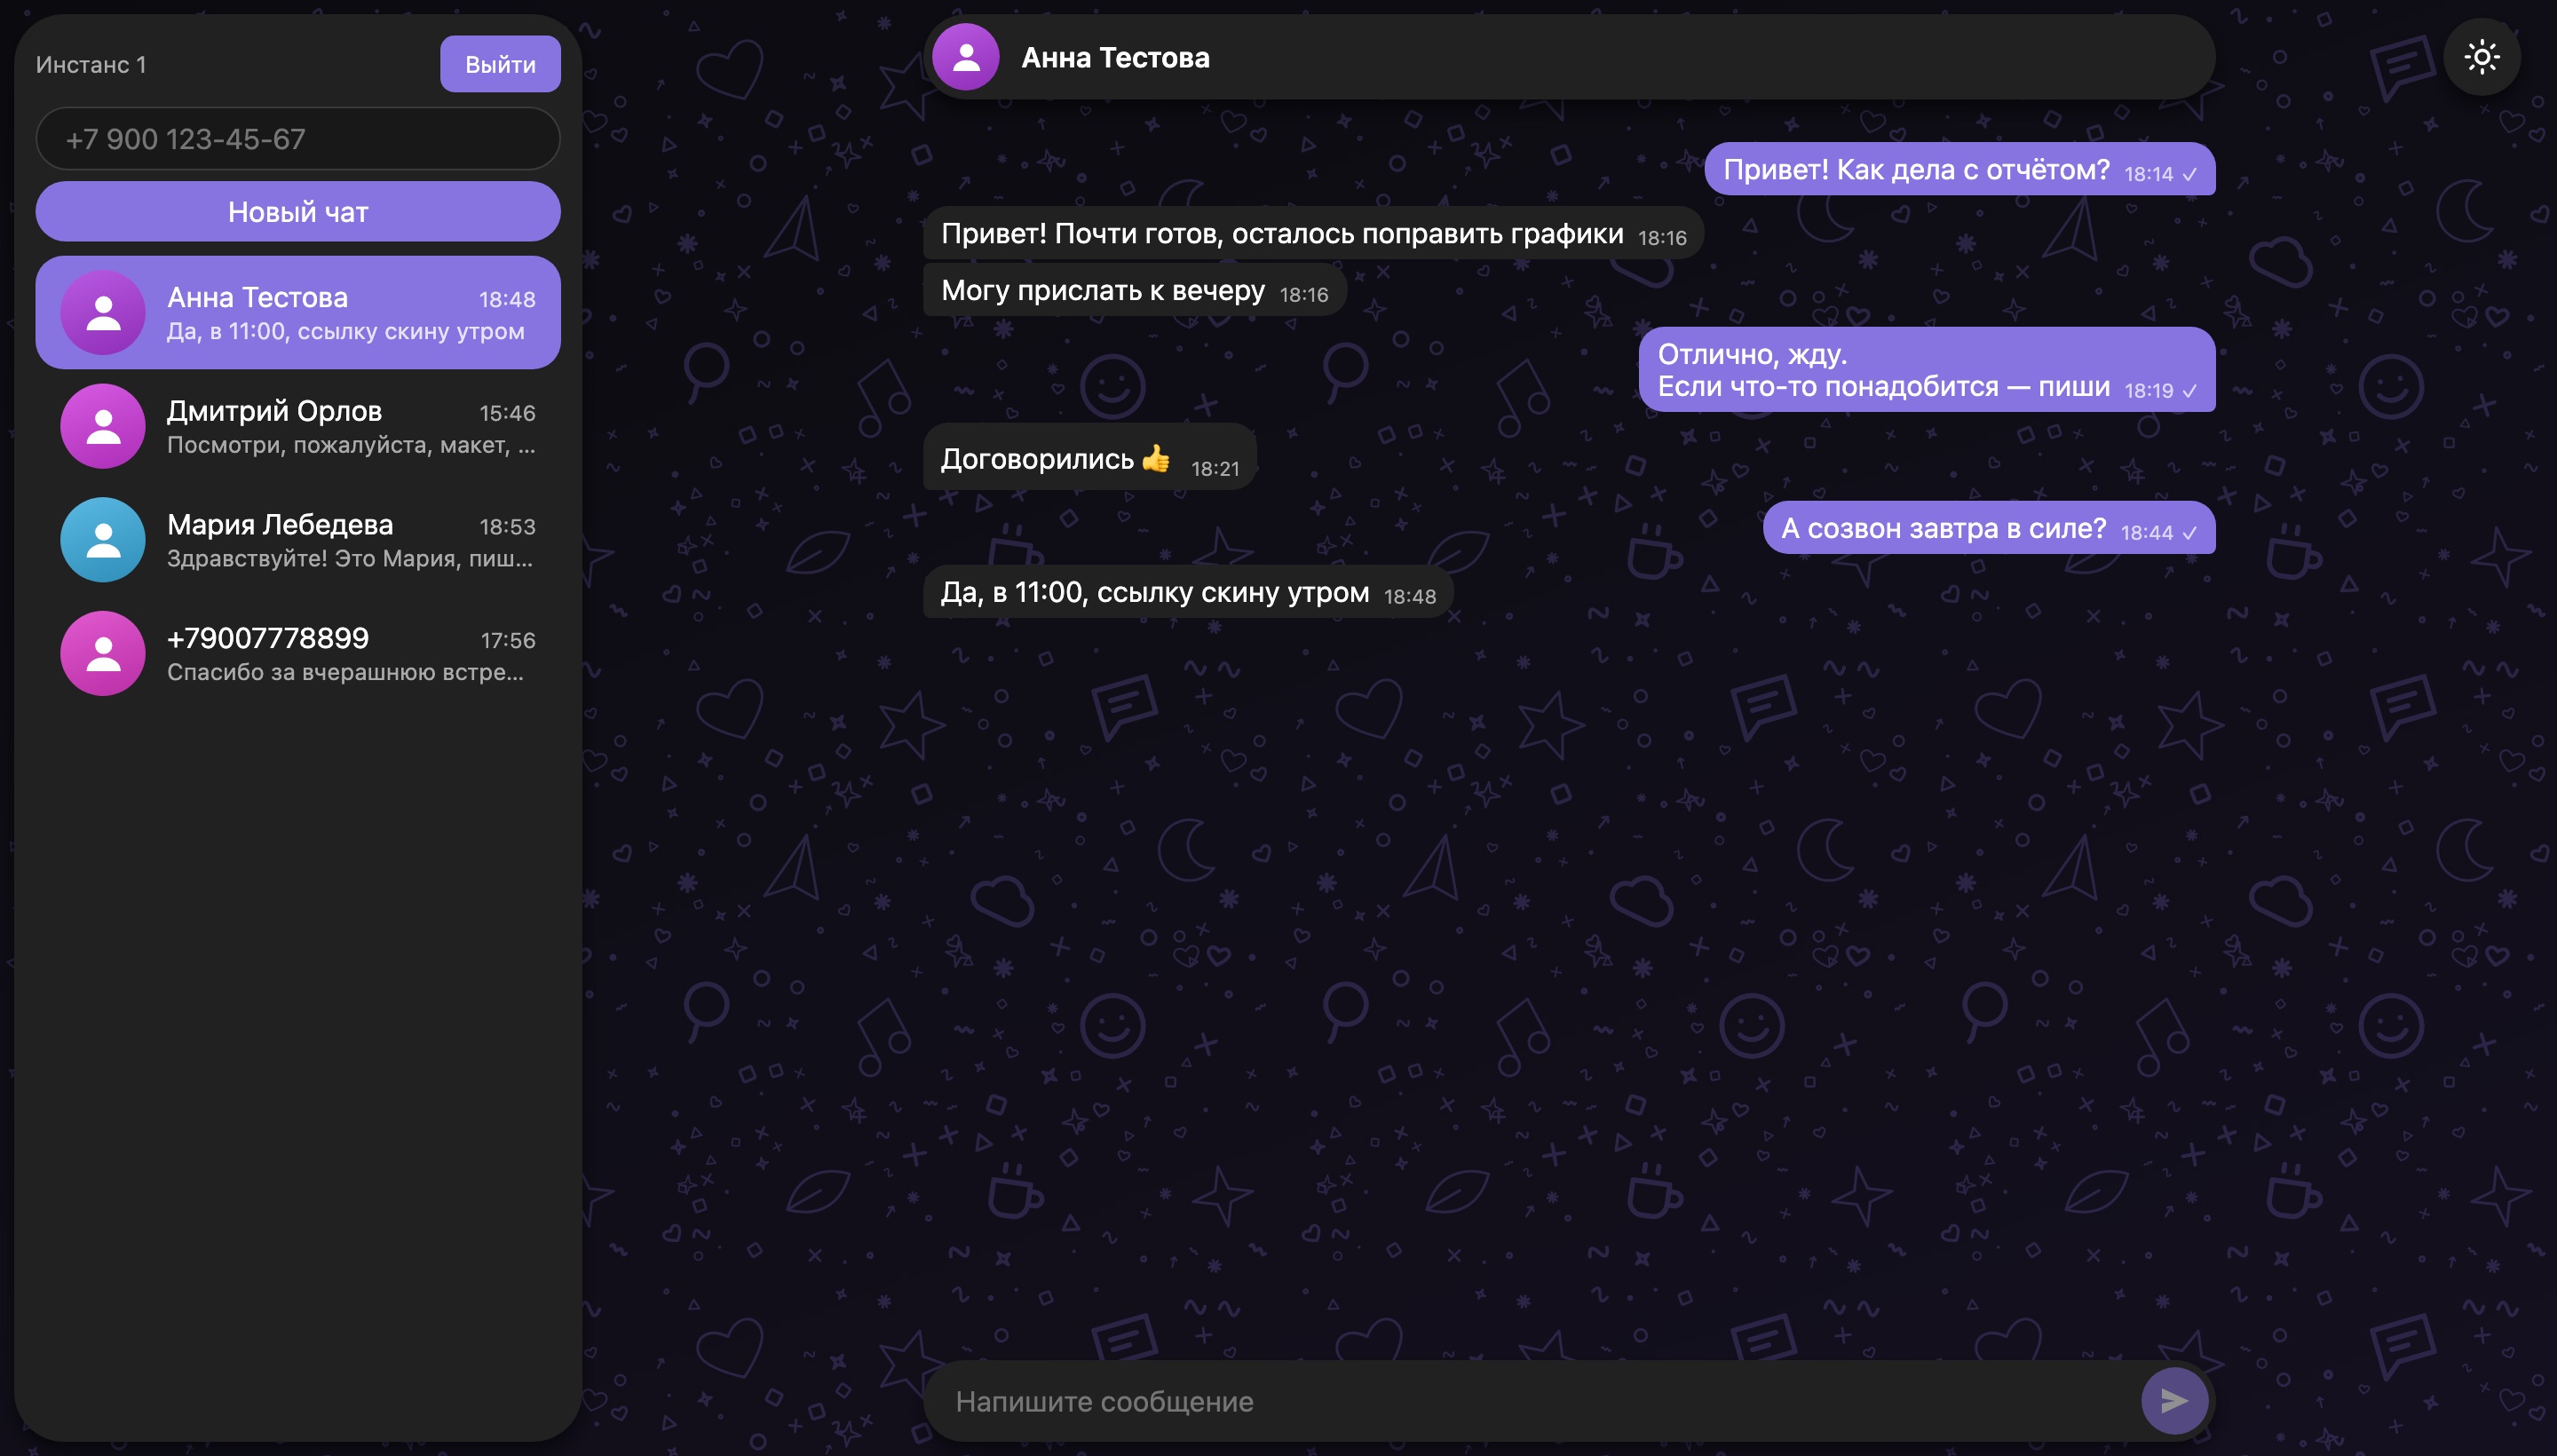 Инстанс 1
Выйти
+7 900 123-45-67
Новый чат
Анна Тестова 18:48
Да, в 11:00, ссылку скину утром
Дмитрий Орлов 15:46
Посмотри, пожалуйста, макет, ...
Мария Лебедева 18:53
Здравствуйте! Это Мария, пиш...
+79007778899 17:56
Спасибо за вчерашнюю встре...
Анна Тестова
Привет! Как дела с отчётом? 18:14
Привет! Почти готов, осталось поправить графики 18:16
Могу прислать к вечеру 18:16
Отлично, жду.
Если что-то понадобится — пиши 18:19
Договорились 👍 18:21
А созвон завтра в силе? 18:44
Да, в 11:00, ссылку скину утром 18:48
Напишите сообщение